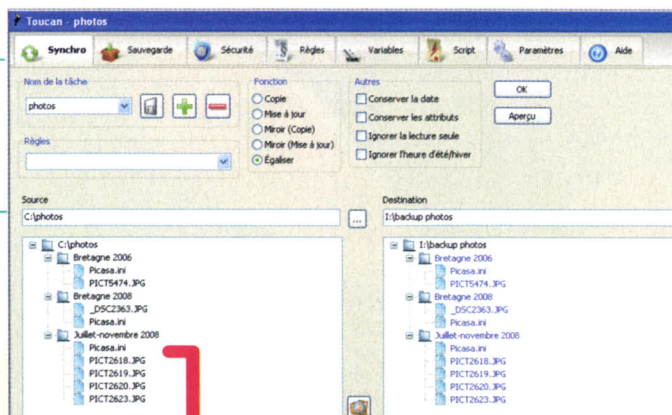 Toucan - photos
Synchro Sauvegarde Sécurité Règles Variables Script Paramètres Aide
Nom de la tâche
photos
Règles
Fonction
Copie
Mise à jour
Miroir (Copie)
Miroir (Mise à jour)
Égaliser
Autres
Conserver la date
Conserver les attributs
Ignorer la lecture seule
Ignorer l'heure d'été/hiver
OK
Aperçu
Source
C:\photos
...
C:\photos
Bretagne 2006
Picasa.ini
PICT5474.JPG
Bretagne 2008
_DSC2363.JPG
Picasa.ini
Juillet-novembre 2008
Picasa.ini
PICT2618.JPG
PICT2619.JPG
PICT2620.JPG
PICT2623.JPG
Destination
I:\backup photos
I:\backup photos
Bretagne 2006
Picasa.ini
PICT5474.JPG
Bretagne 2008
_DSC2363.JPG
Picasa.ini
Juillet-novembre 2008
Picasa.ini
PICT2618.JPG
PICT2619.JPG
PICT2620.JPG
PICT2623.JPG